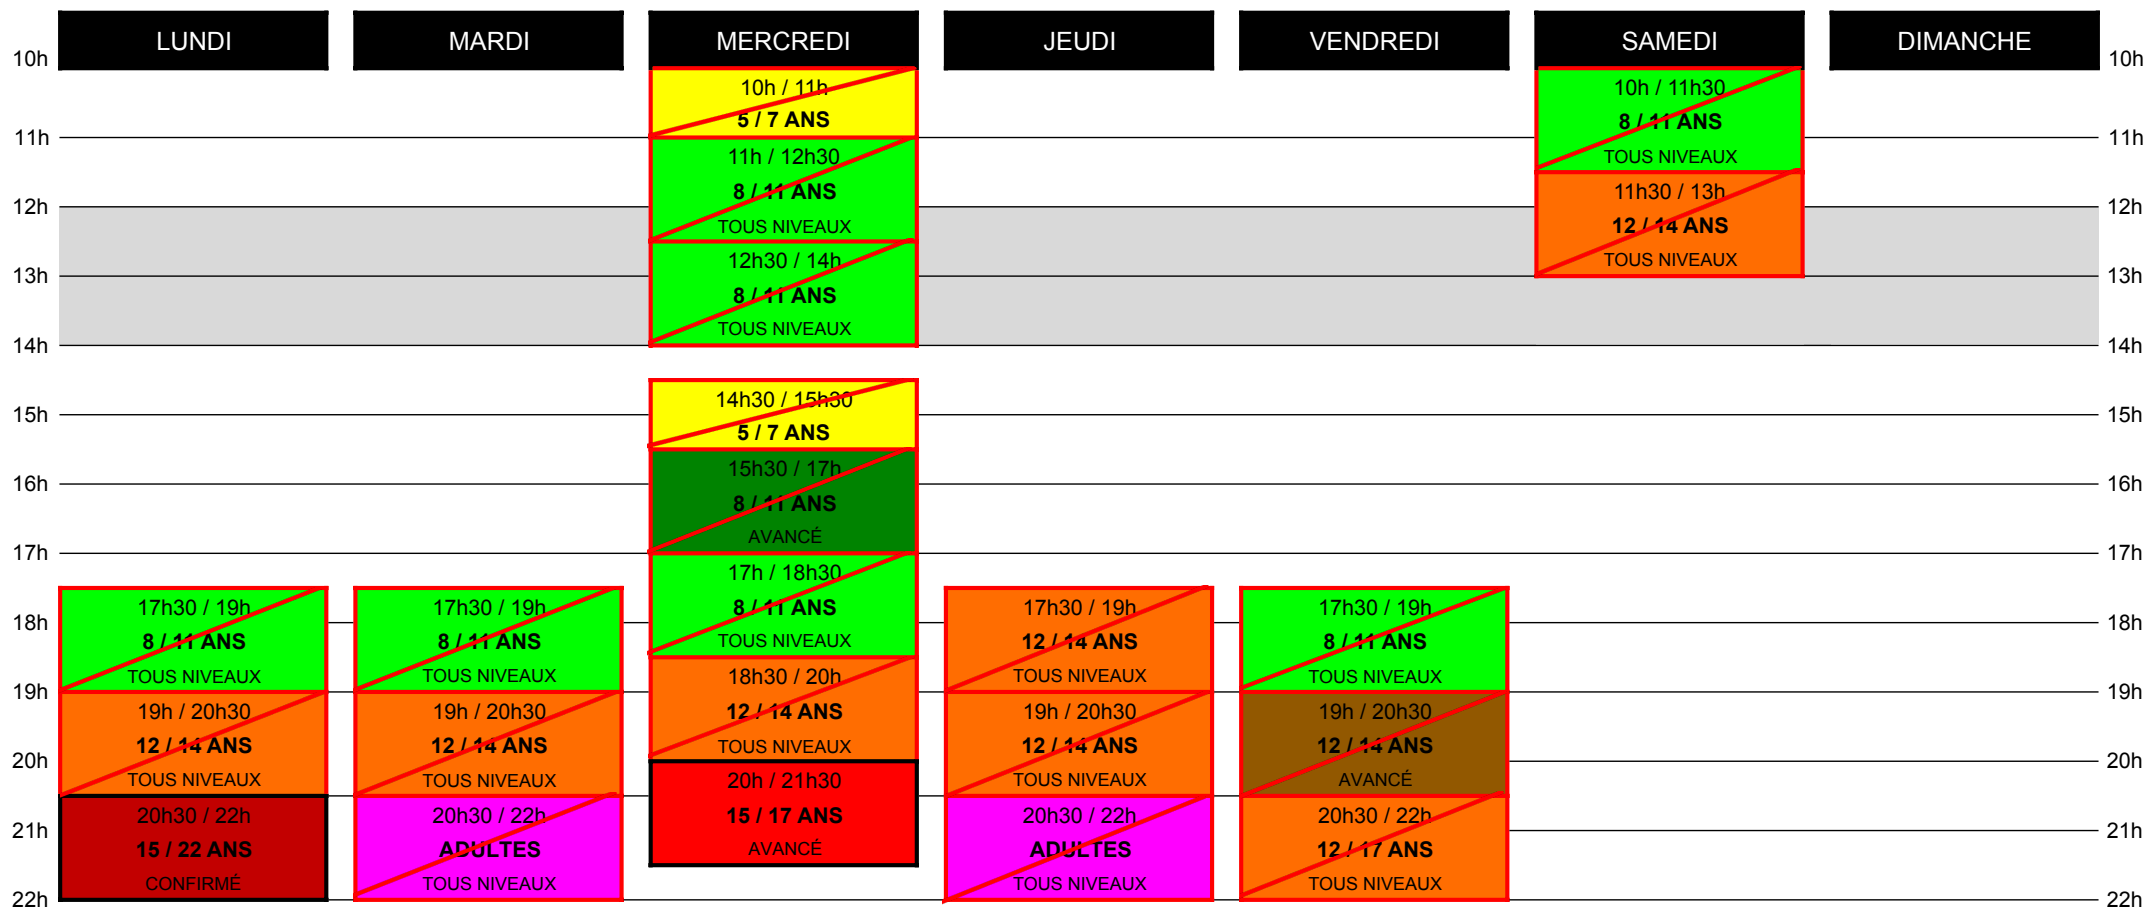 LUNDI
MARDI
MERCREDI
JEUDI
VENDREDI
SAMEDI
DIMANCHE
10h
10h
10h / 11h
5 / 7 ANS
10h / 11h30
8 / 11 ANS
TOUS NIVEAUX
11h
11h
11h / 12h30
8 / 11 ANS
TOUS NIVEAUX
11h30 / 13h
12 / 14 ANS
TOUS NIVEAUX
12h
12h
12h30 / 14h
8 / 11 ANS
TOUS NIVEAUX
13h
13h
14h
14h
14h30 / 15h30
5 / 7 ANS
15h
15h
15h30 / 17h
8 / 11 ANS
AVANCÉ
16h
16h
17h
17h
17h / 18h30
8 / 11 ANS
TOUS NIVEAUX
17h30 / 19h
8 / 11 ANS
TOUS NIVEAUX
17h30 / 19h
8 / 11 ANS
TOUS NIVEAUX
17h30 / 19h
12 / 14 ANS
TOUS NIVEAUX
17h30 / 19h
8 / 11 ANS
TOUS NIVEAUX
18h
18h
18h30 / 20h
12 / 14 ANS
TOUS NIVEAUX
19h
19h
19h / 20h30
12 / 14 ANS
TOUS NIVEAUX
19h / 20h30
12 / 14 ANS
TOUS NIVEAUX
19h / 20h30
12 / 14 ANS
TOUS NIVEAUX
19h / 20h30
12 / 14 ANS
AVANCÉ
20h
20h
20h / 21h30
15 / 17 ANS
AVANCÉ
20h30 / 22h
15 / 22 ANS
CONFIRMÉ
20h30 / 22h
ADULTES
TOUS NIVEAUX
20h30 / 22h
ADULTES
TOUS NIVEAUX
20h30 / 22h
12 / 17 ANS
TOUS NIVEAUX
21h
21h
22h
22h